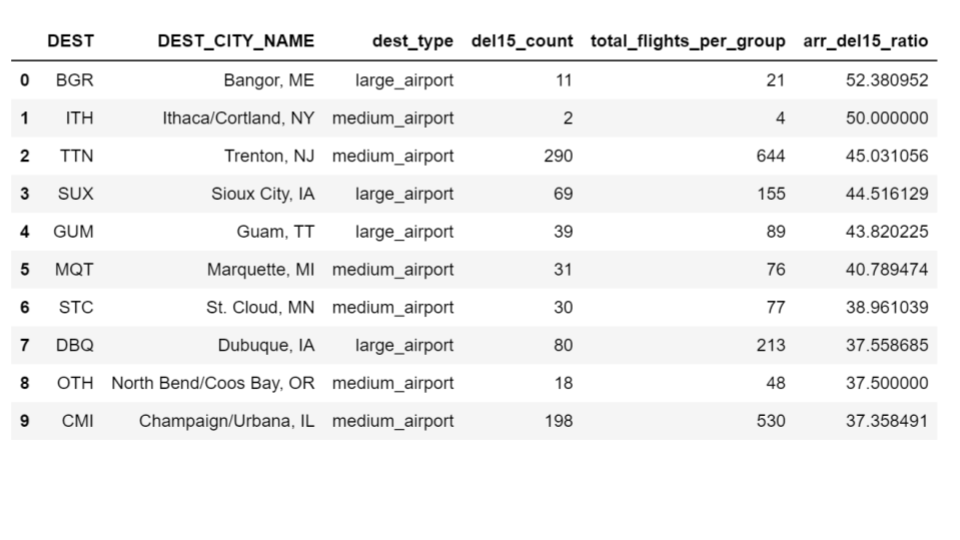 DEST DEST_CITY_NAME dest_type del15_count total_flights_per_group arr_del15_ratio
0 BGR Bangor, ME large_airport 11 21 52.380952
1 ITH Ithaca/Cortland, NY medium_airport 2 4 50.000000
2 TTN Trenton, NJ medium_airport 290 644 45.031056
3 SUX Sioux City, IA large_airport 69 155 44.516129
4 GUM Guam, TT large_airport 39 89 43.820225
5 MQT Marquette, MI medium_airport 31 76 40.789474
6 STC St. Cloud, MN medium_airport 30 77 38.961039
7 DBQ Dubuque, IA large_airport 80 213 37.558685
8 OTH North Bend/Coos Bay, OR medium_airport 18 48 37.500000
9 CMI Champaign/Urbana, IL medium_airport 198 530 37.358491